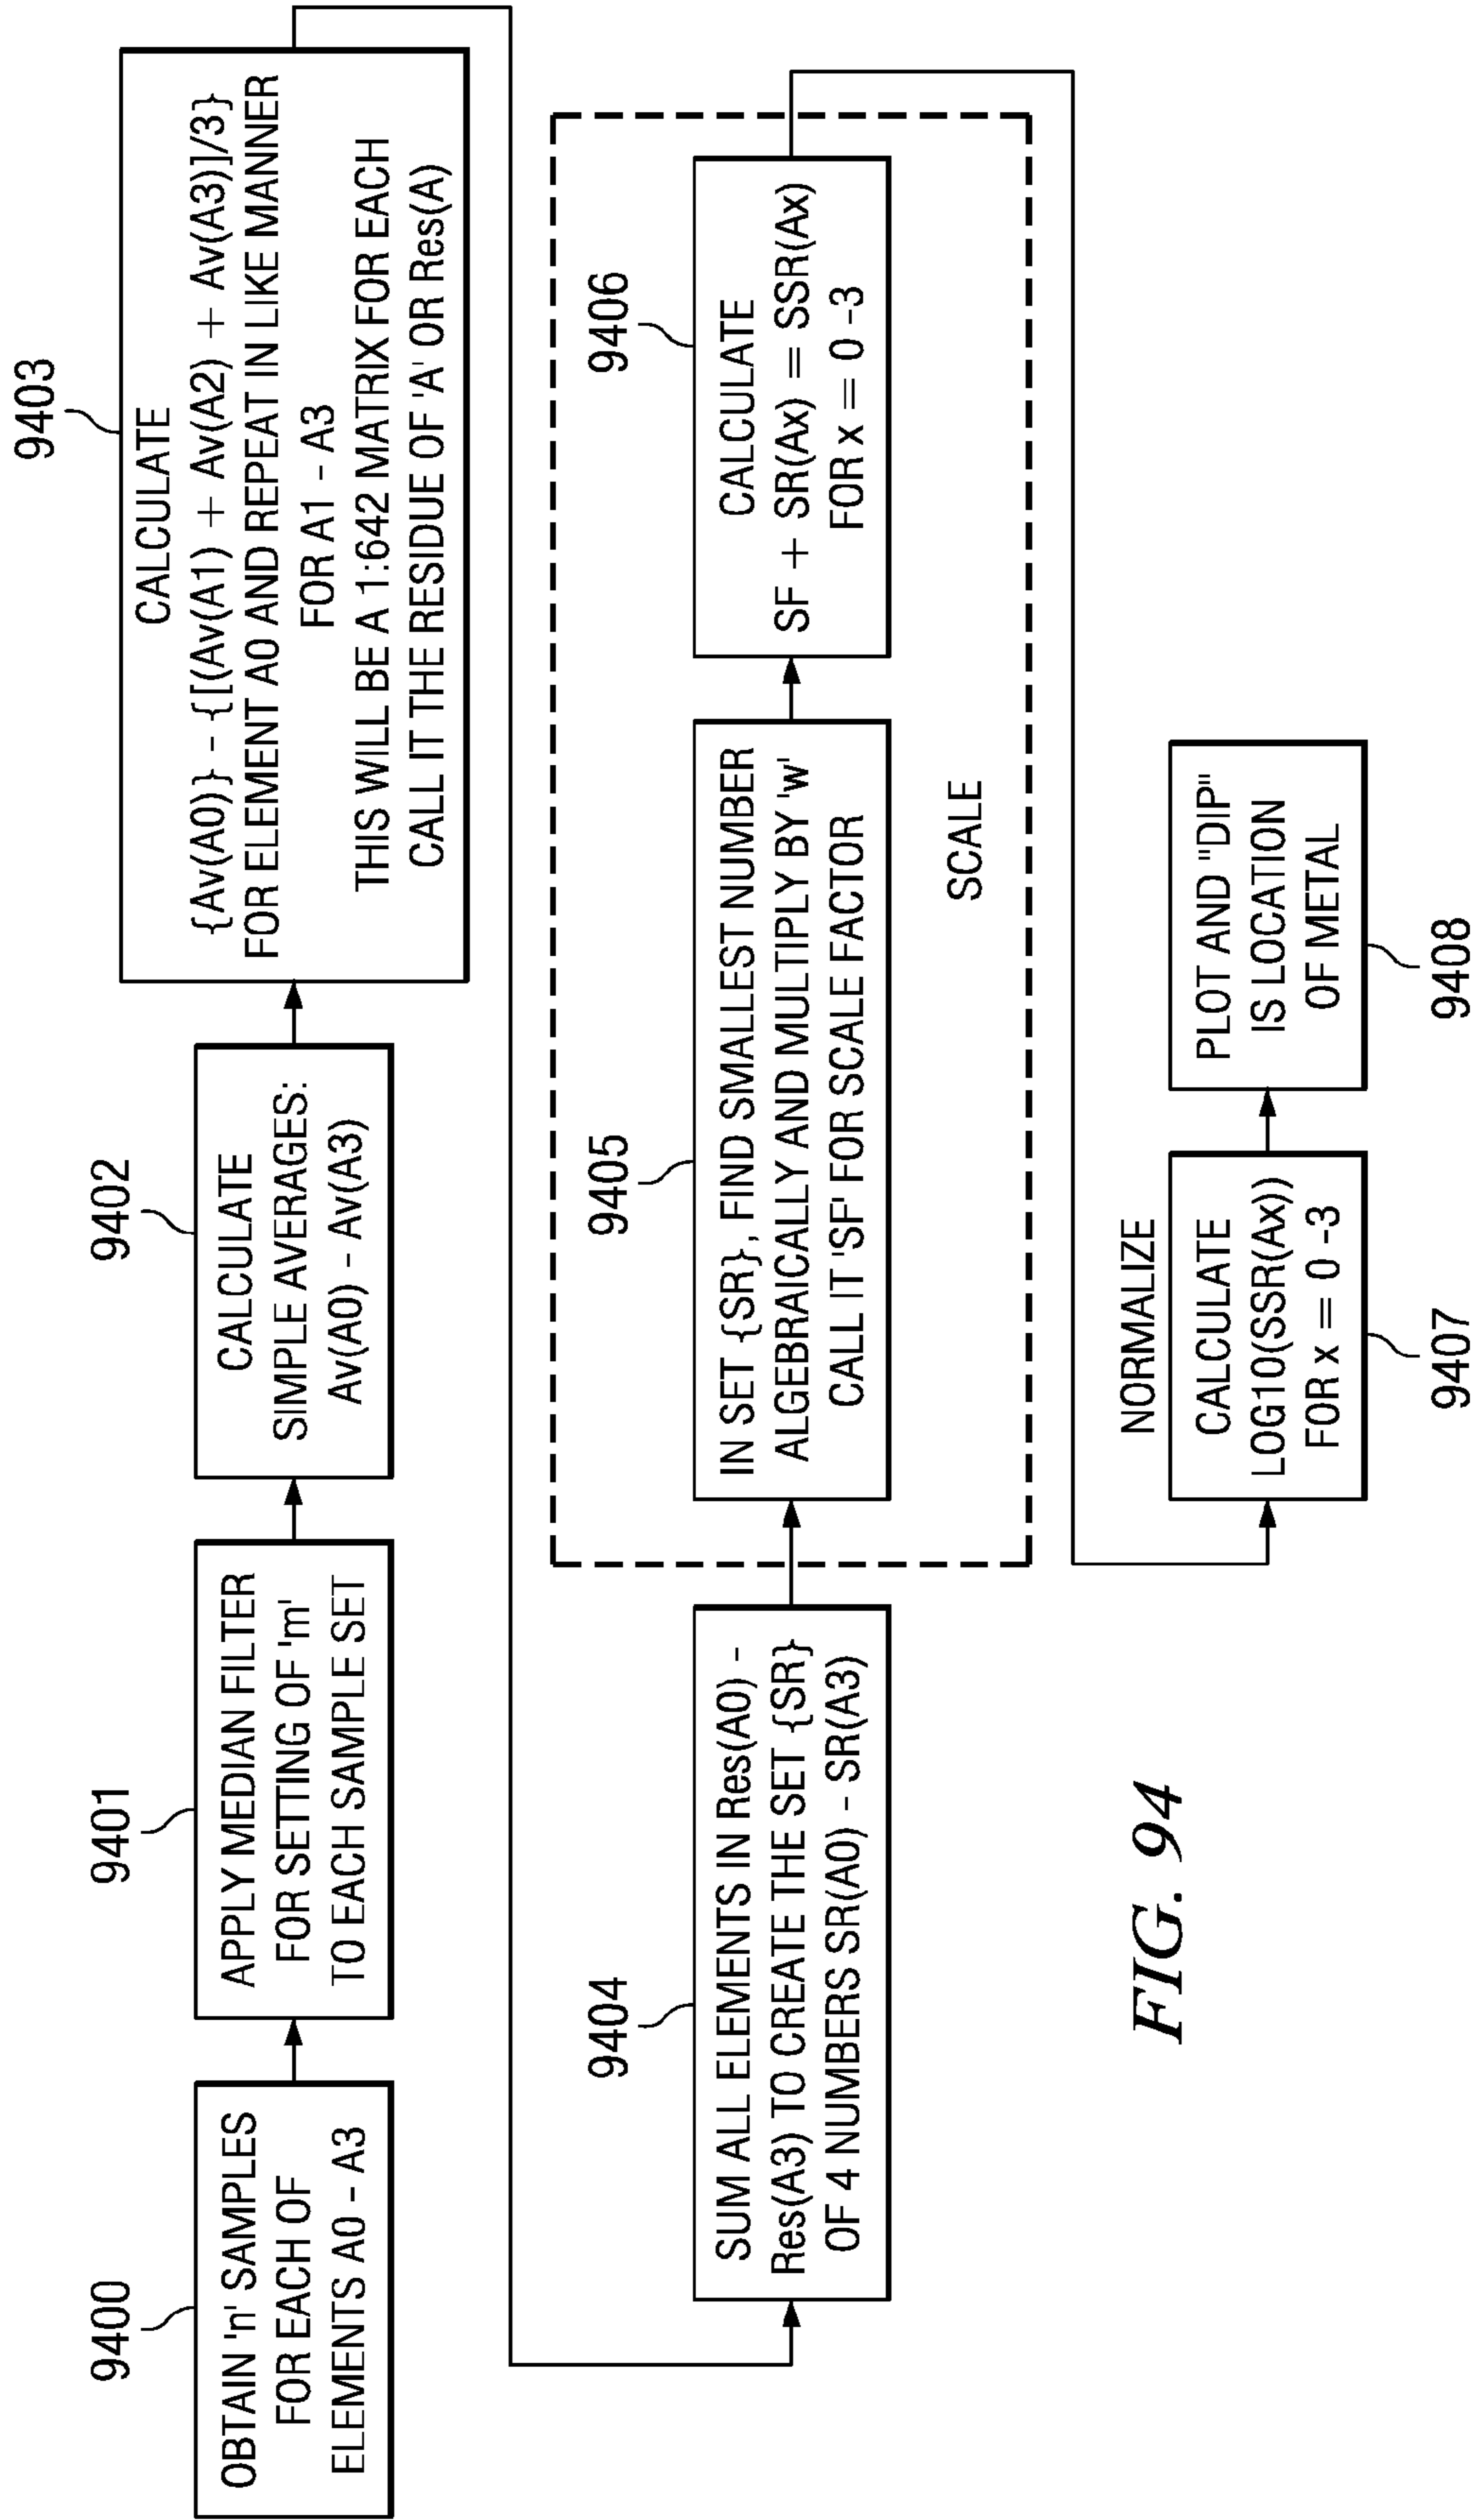 9400
OBTAIN 'n' SAMPLES
FOR EACH OF
ELEMENTS A0 - A3
9401
APPLY MEDIAN FILTER
FOR SETTING OF 'm'
TO EACH SAMPLE SET
9402
CALCULATE
SIMPLE AVERAGES:
Av(A0) - Av(A3)
9403
CALCULATE
{Av(A0)} - {[(Av(A1) + Av(A2) + Av(A3)]/3}
FOR ELEMENT A0 AND REPEAT IN LIKE MANNER
FOR A1 - A3
THIS WILL BE A 1:642 MATRIX FOR EACH
CALL IT THE RESIDUE OF 'A' OR Res(A)
9404
SUM ALL ELEMENTS IN Res(A0) -
Res(A3) TO CREATE THE SET {SR}
OF 4 NUMBERS SR(A0) - SR(A3)
9405
IN SET {SR}, FIND SMALLEST NUMBER
ALGEBRAICALLY AND MULTIPLY BY 'w'
CALL IT 'SF' FOR SCALE FACTOR
9406
CALCULATE
SF + SR(Ax) = SSR(Ax)
FOR x = 0 -3
SCALE
NORMALIZE
CALCULATE
LOG10(SSR(Ax))
FOR x = 0 -3
9407
PLOT AND "DIP"
IS LOCATION
OF METAL
9408
FIG. 94